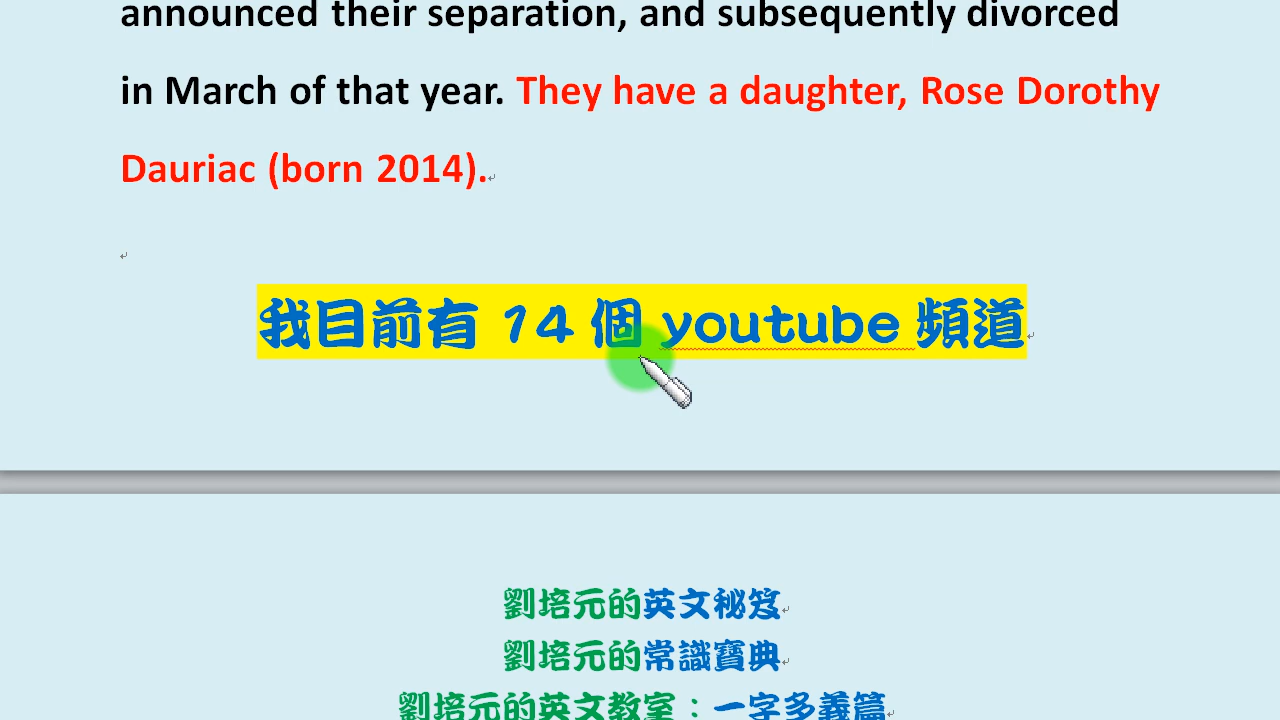 announced their separation, and subsequently divorced
in March of that year. They have a daughter, Rose Dorothy
Dauriac (born 2014).
我目前有 14 個 youtube 頻道
劉培元的英文秘笈
劉培元的常識寶典
劉培元的英文教室：一字多義篇